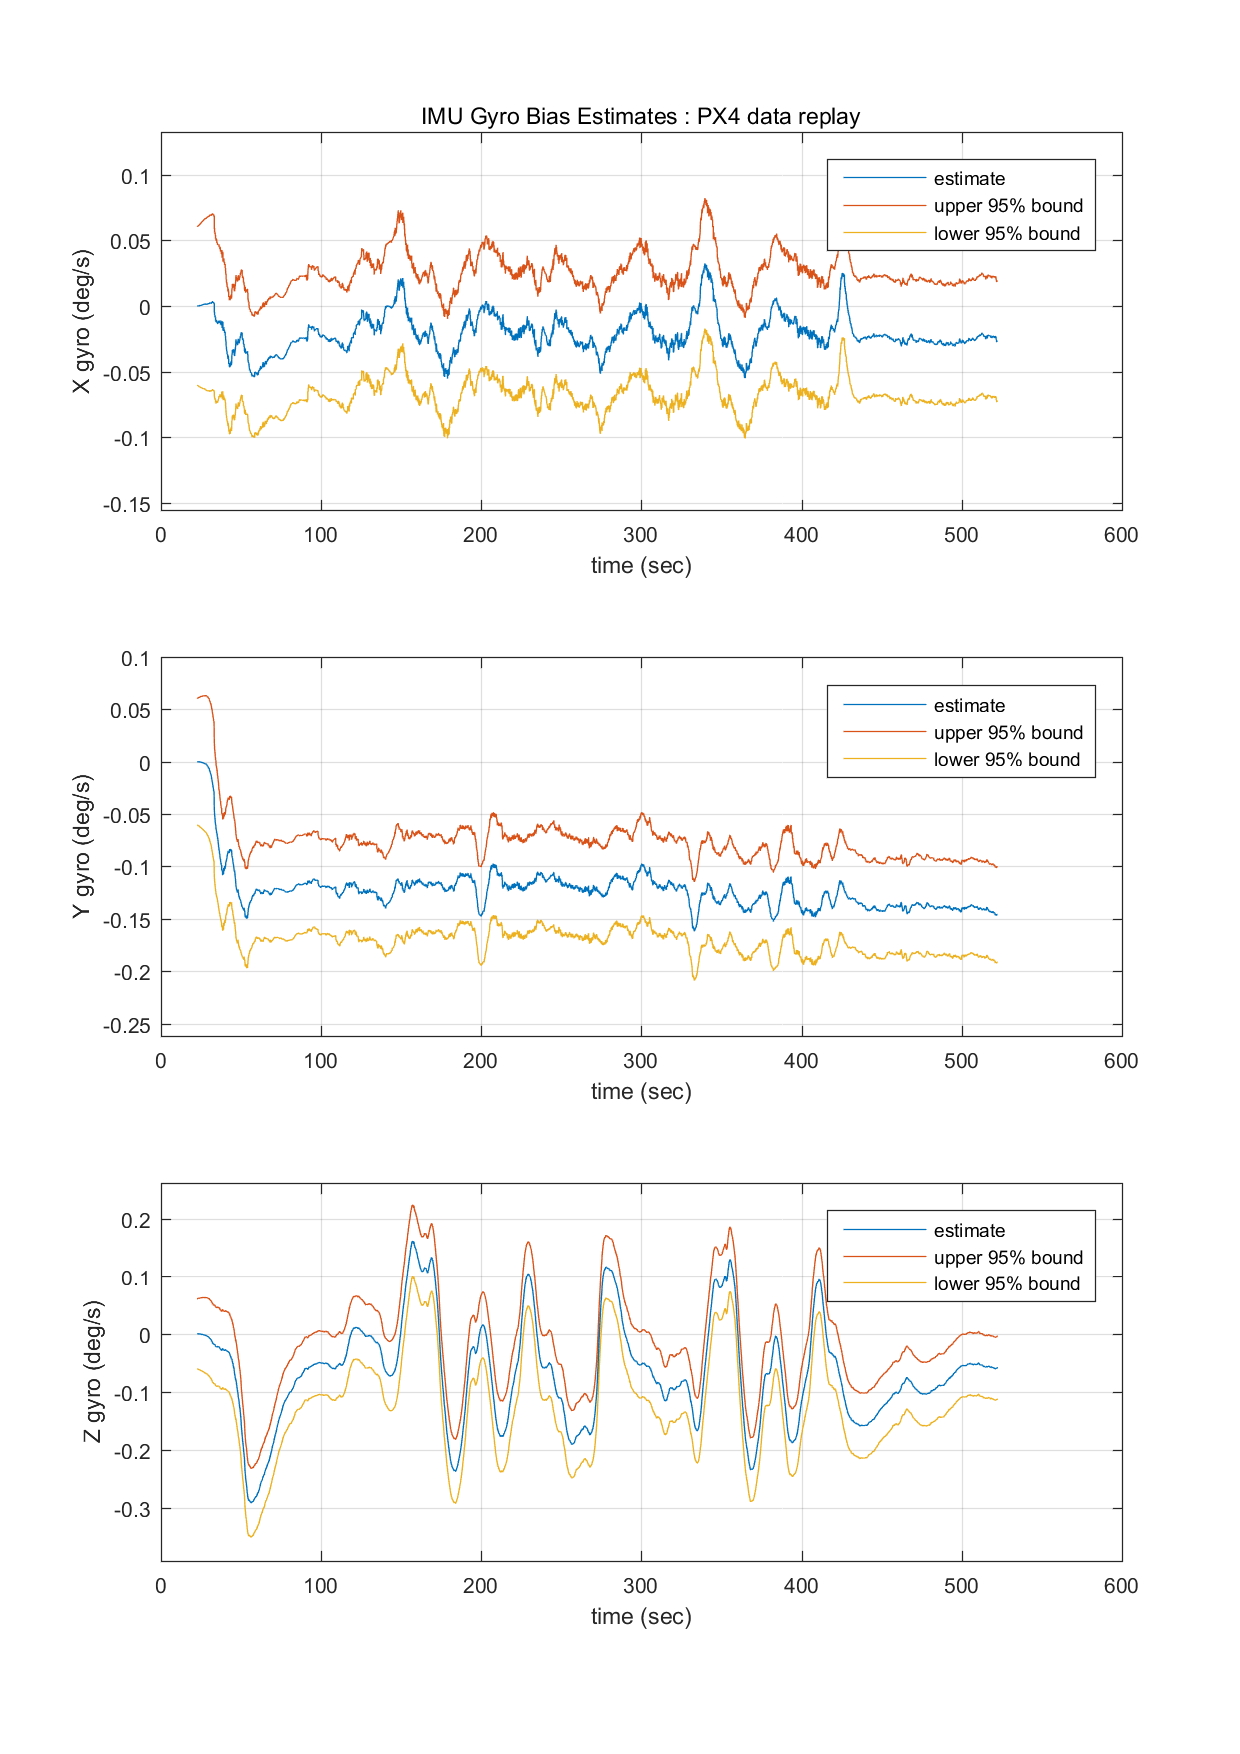 IMU Gyro Bias Estimates : PX4 data replay
X gyro (deg/s)
0.1
0.05
0
-0.05
-0.1
-0.15
estimate
upper 95% bound
lower 95% bound
0 100 200 300 400 500 600
time (sec)
Y gyro (deg/s)
0.1
0.05
0
-0.05
-0.1
-0.15
-0.2
-0.25
estimate
upper 95% bound
lower 95% bound
0 100 200 300 400 500 600
time (sec)
Z gyro (deg/s)
0.2
0.1
0
-0.1
-0.2
-0.3
estimate
upper 95% bound
lower 95% bound
0 100 200 300 400 500 600
time (sec)